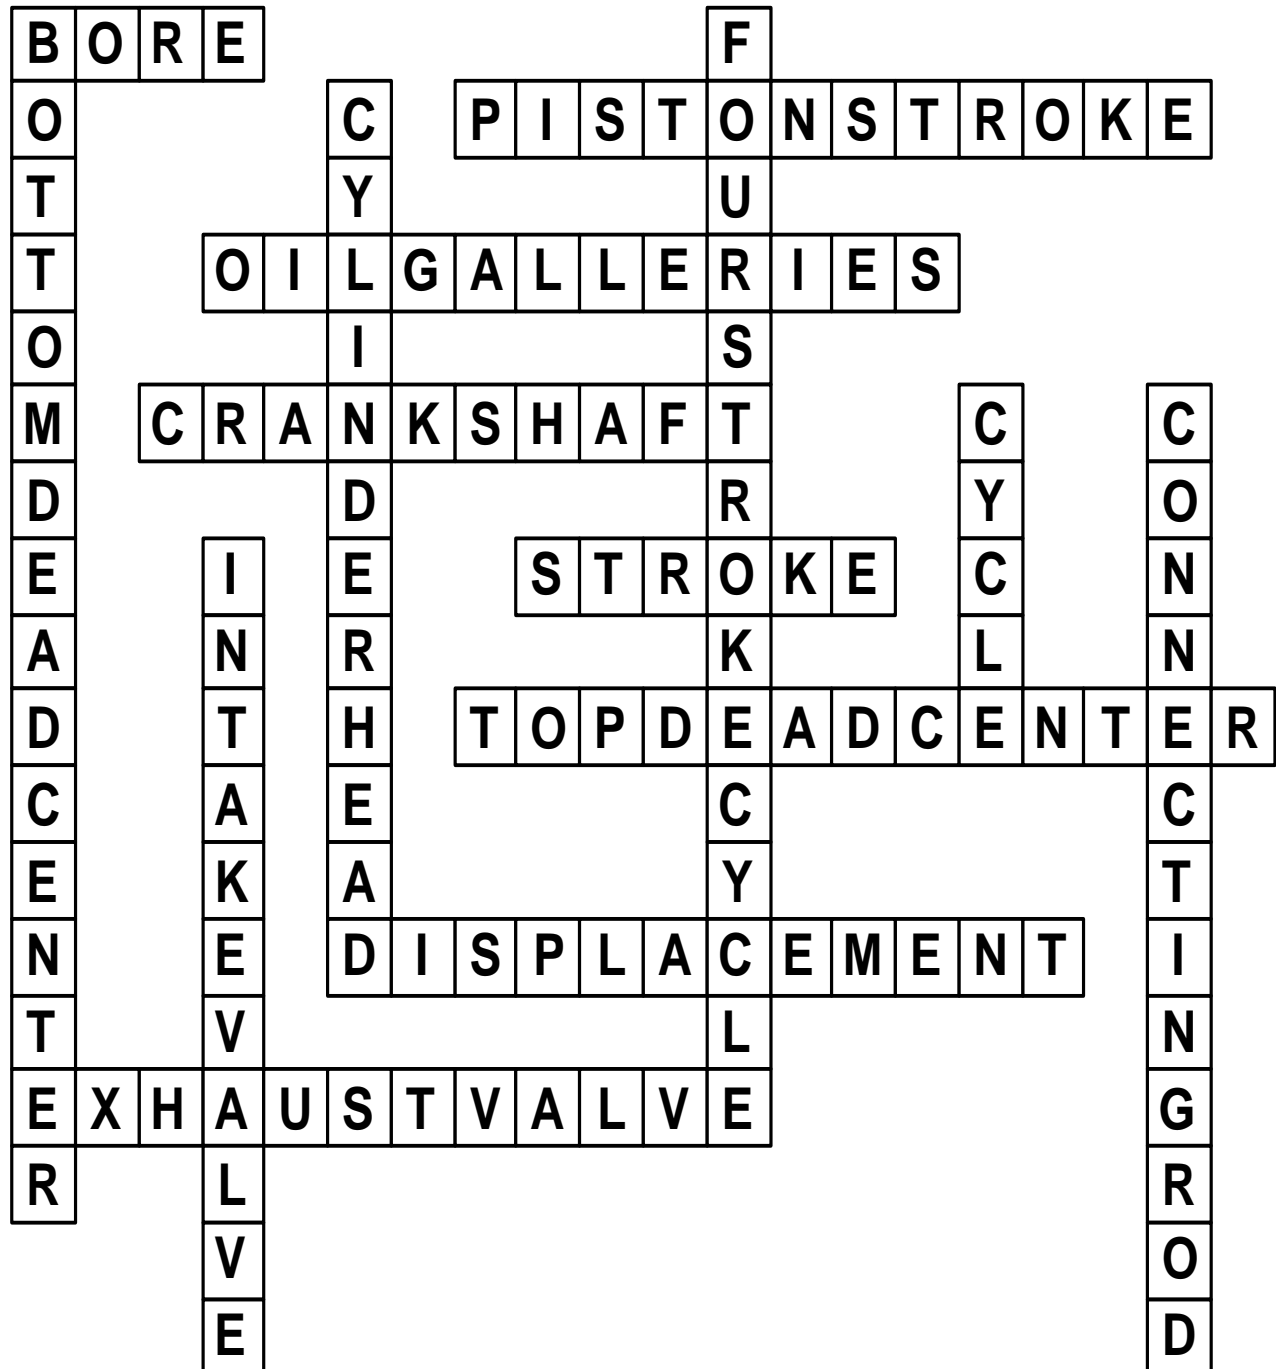 BORE
BOTTOMDEADCENTER
FOURSTROKECYCLE
CYLINDERHEAD
PISTONSTROKE
OILGALLERIES
CRANKSHAFT
CYCLE
CONNECTINGROD
INTAKEVALVE
STROKE
TOPDEADCENTER
DISPLACEMENT
EXHAUSTVALVE